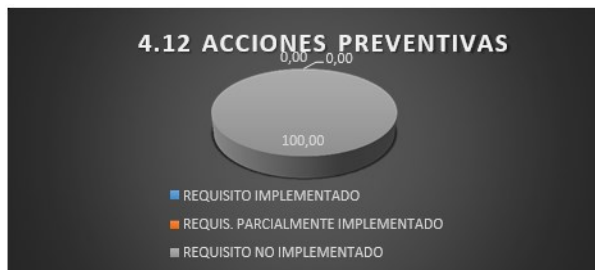 4.12 ACCIONES PREVENTIVAS
0,00 0,00
100,00
REQUISITO IMPLEMENTADO
REQUIS. PARCIALMENTE IMPLEMENTADO
REQUISITO NO IMPLEMENTADO